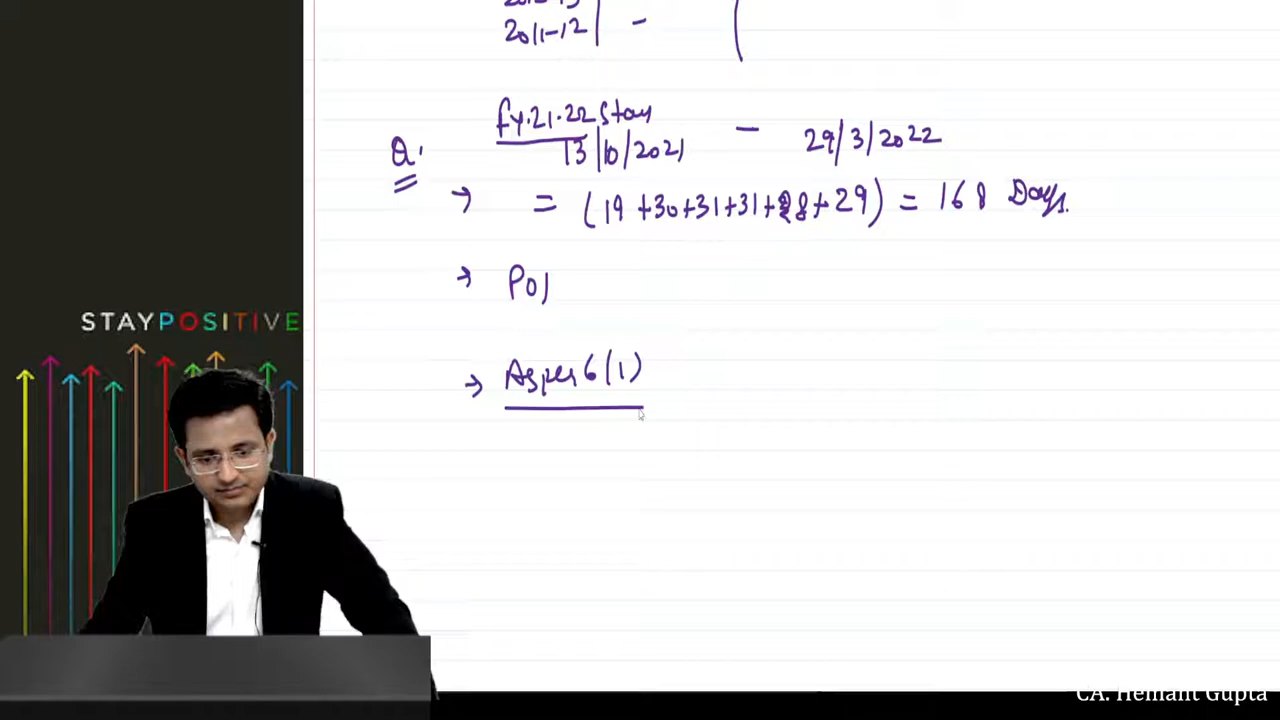 2011-12 | -
fy.21.22 Stay
Q.
13/10/2021 - 29/3/2022
→ = (19 +30+31+31+28+29) = 168 Days.
→ POI
→ As per 6(1)
STAYPOSITIVE
CA. Hemant Gupta